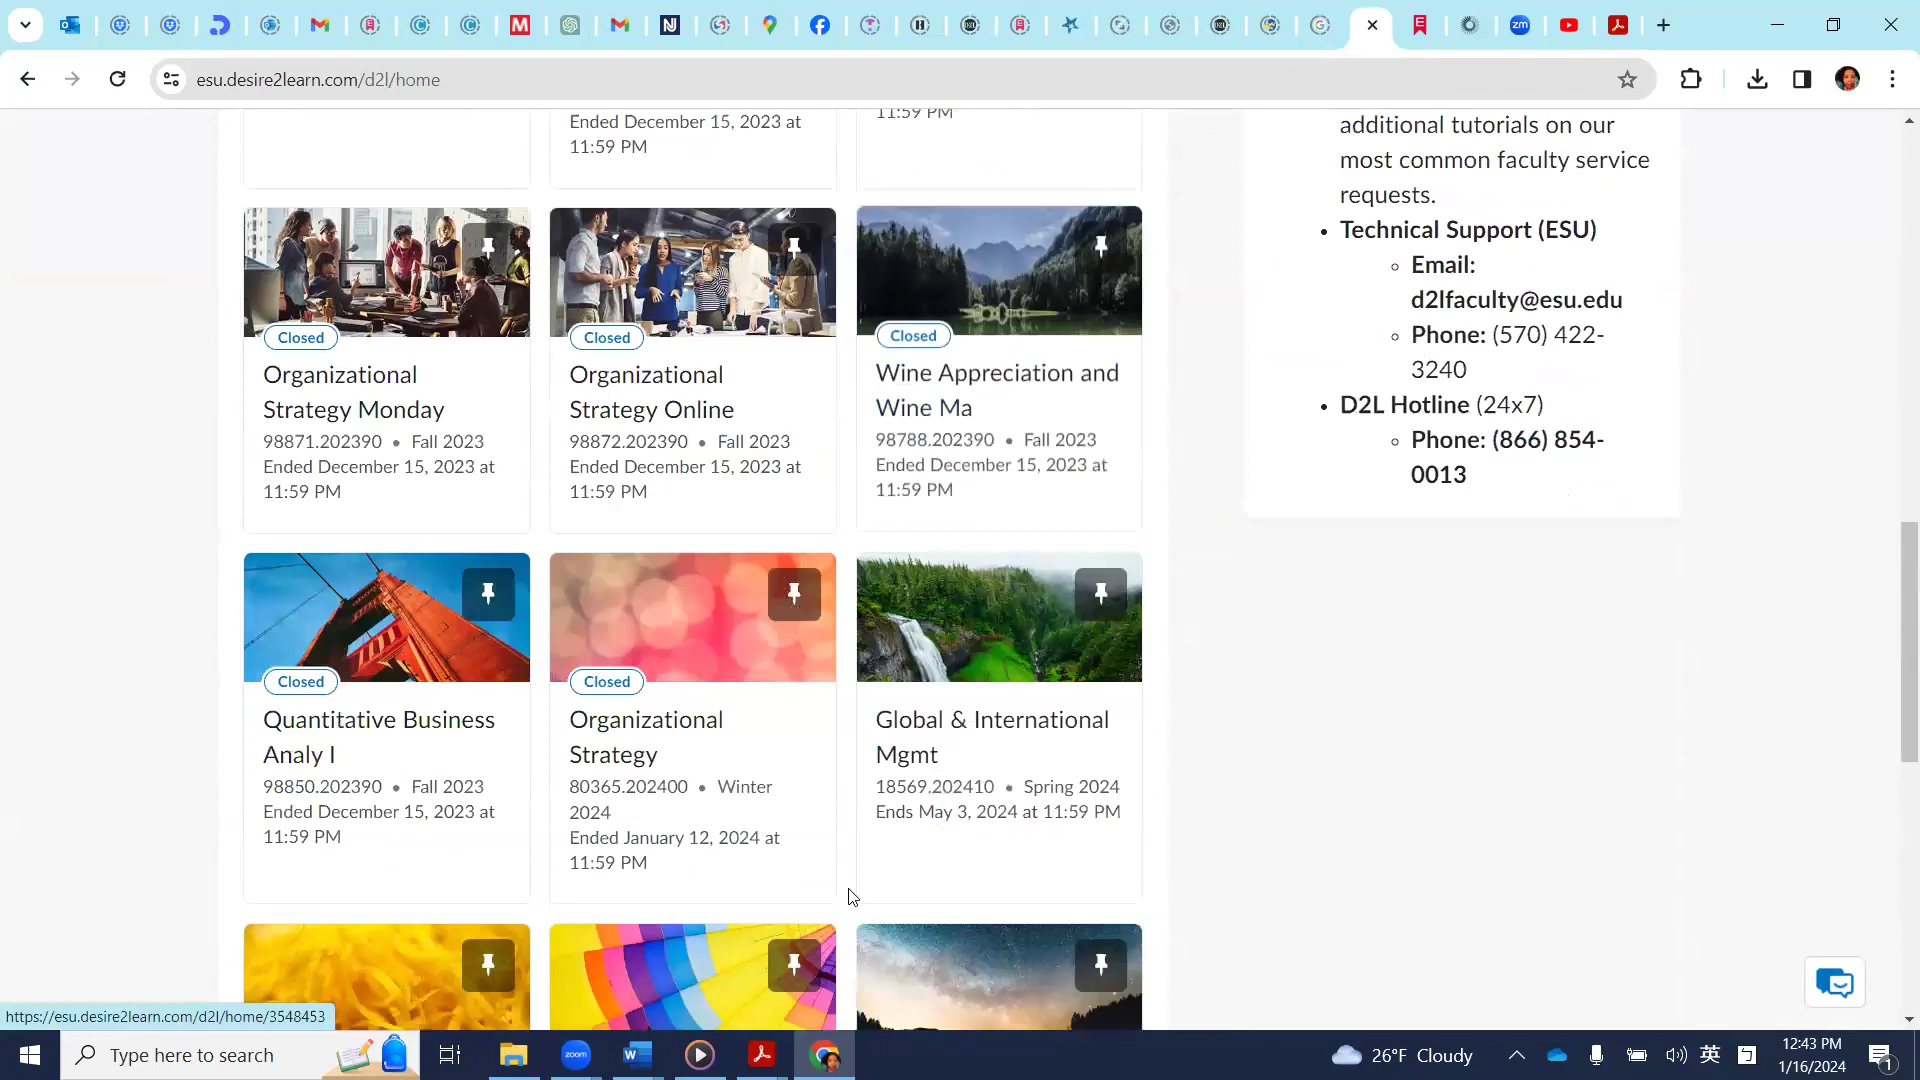 esu.desire2learn.com/d2l/home
Ended December 15, 2023 at
11:59 PM
11:59 PM
additional tutorials on our
most common faculty service
requests.
Technical Support (ESU)
Email:
d2lfaculty@esu.edu
Phone: (570) 422-
3240
D2L Hotline (24x7)
Phone: (866) 854-
0013
Closed
Organizational
Strategy Monday
98871.202390 • Fall 2023
Ended December 15, 2023 at
11:59 PM
Closed
Organizational
Strategy Online
98872.202390 • Fall 2023
Ended December 15, 2023 at
11:59 PM
Closed
Wine Appreciation and
Wine Ma
98788.202390 • Fall 2023
Ended December 15, 2023 at
11:59 PM
Closed
Quantitative Business
Analy I
98850.202390 • Fall 2023
Ended December 15, 2023 at
11:59 PM
Closed
Organizational
Strategy
80365.202400 • Winter
2024
Ended January 12, 2024 at
11:59 PM
Global & International
Mgmt
18569.202410 • Spring 2024
Ends May 3, 2024 at 11:59 PM
https://esu.desire2learn.com/d2l/home/3548453
Type here to search
zoom
26°F Cloudy
英
12:43 PM
1/16/2024
1